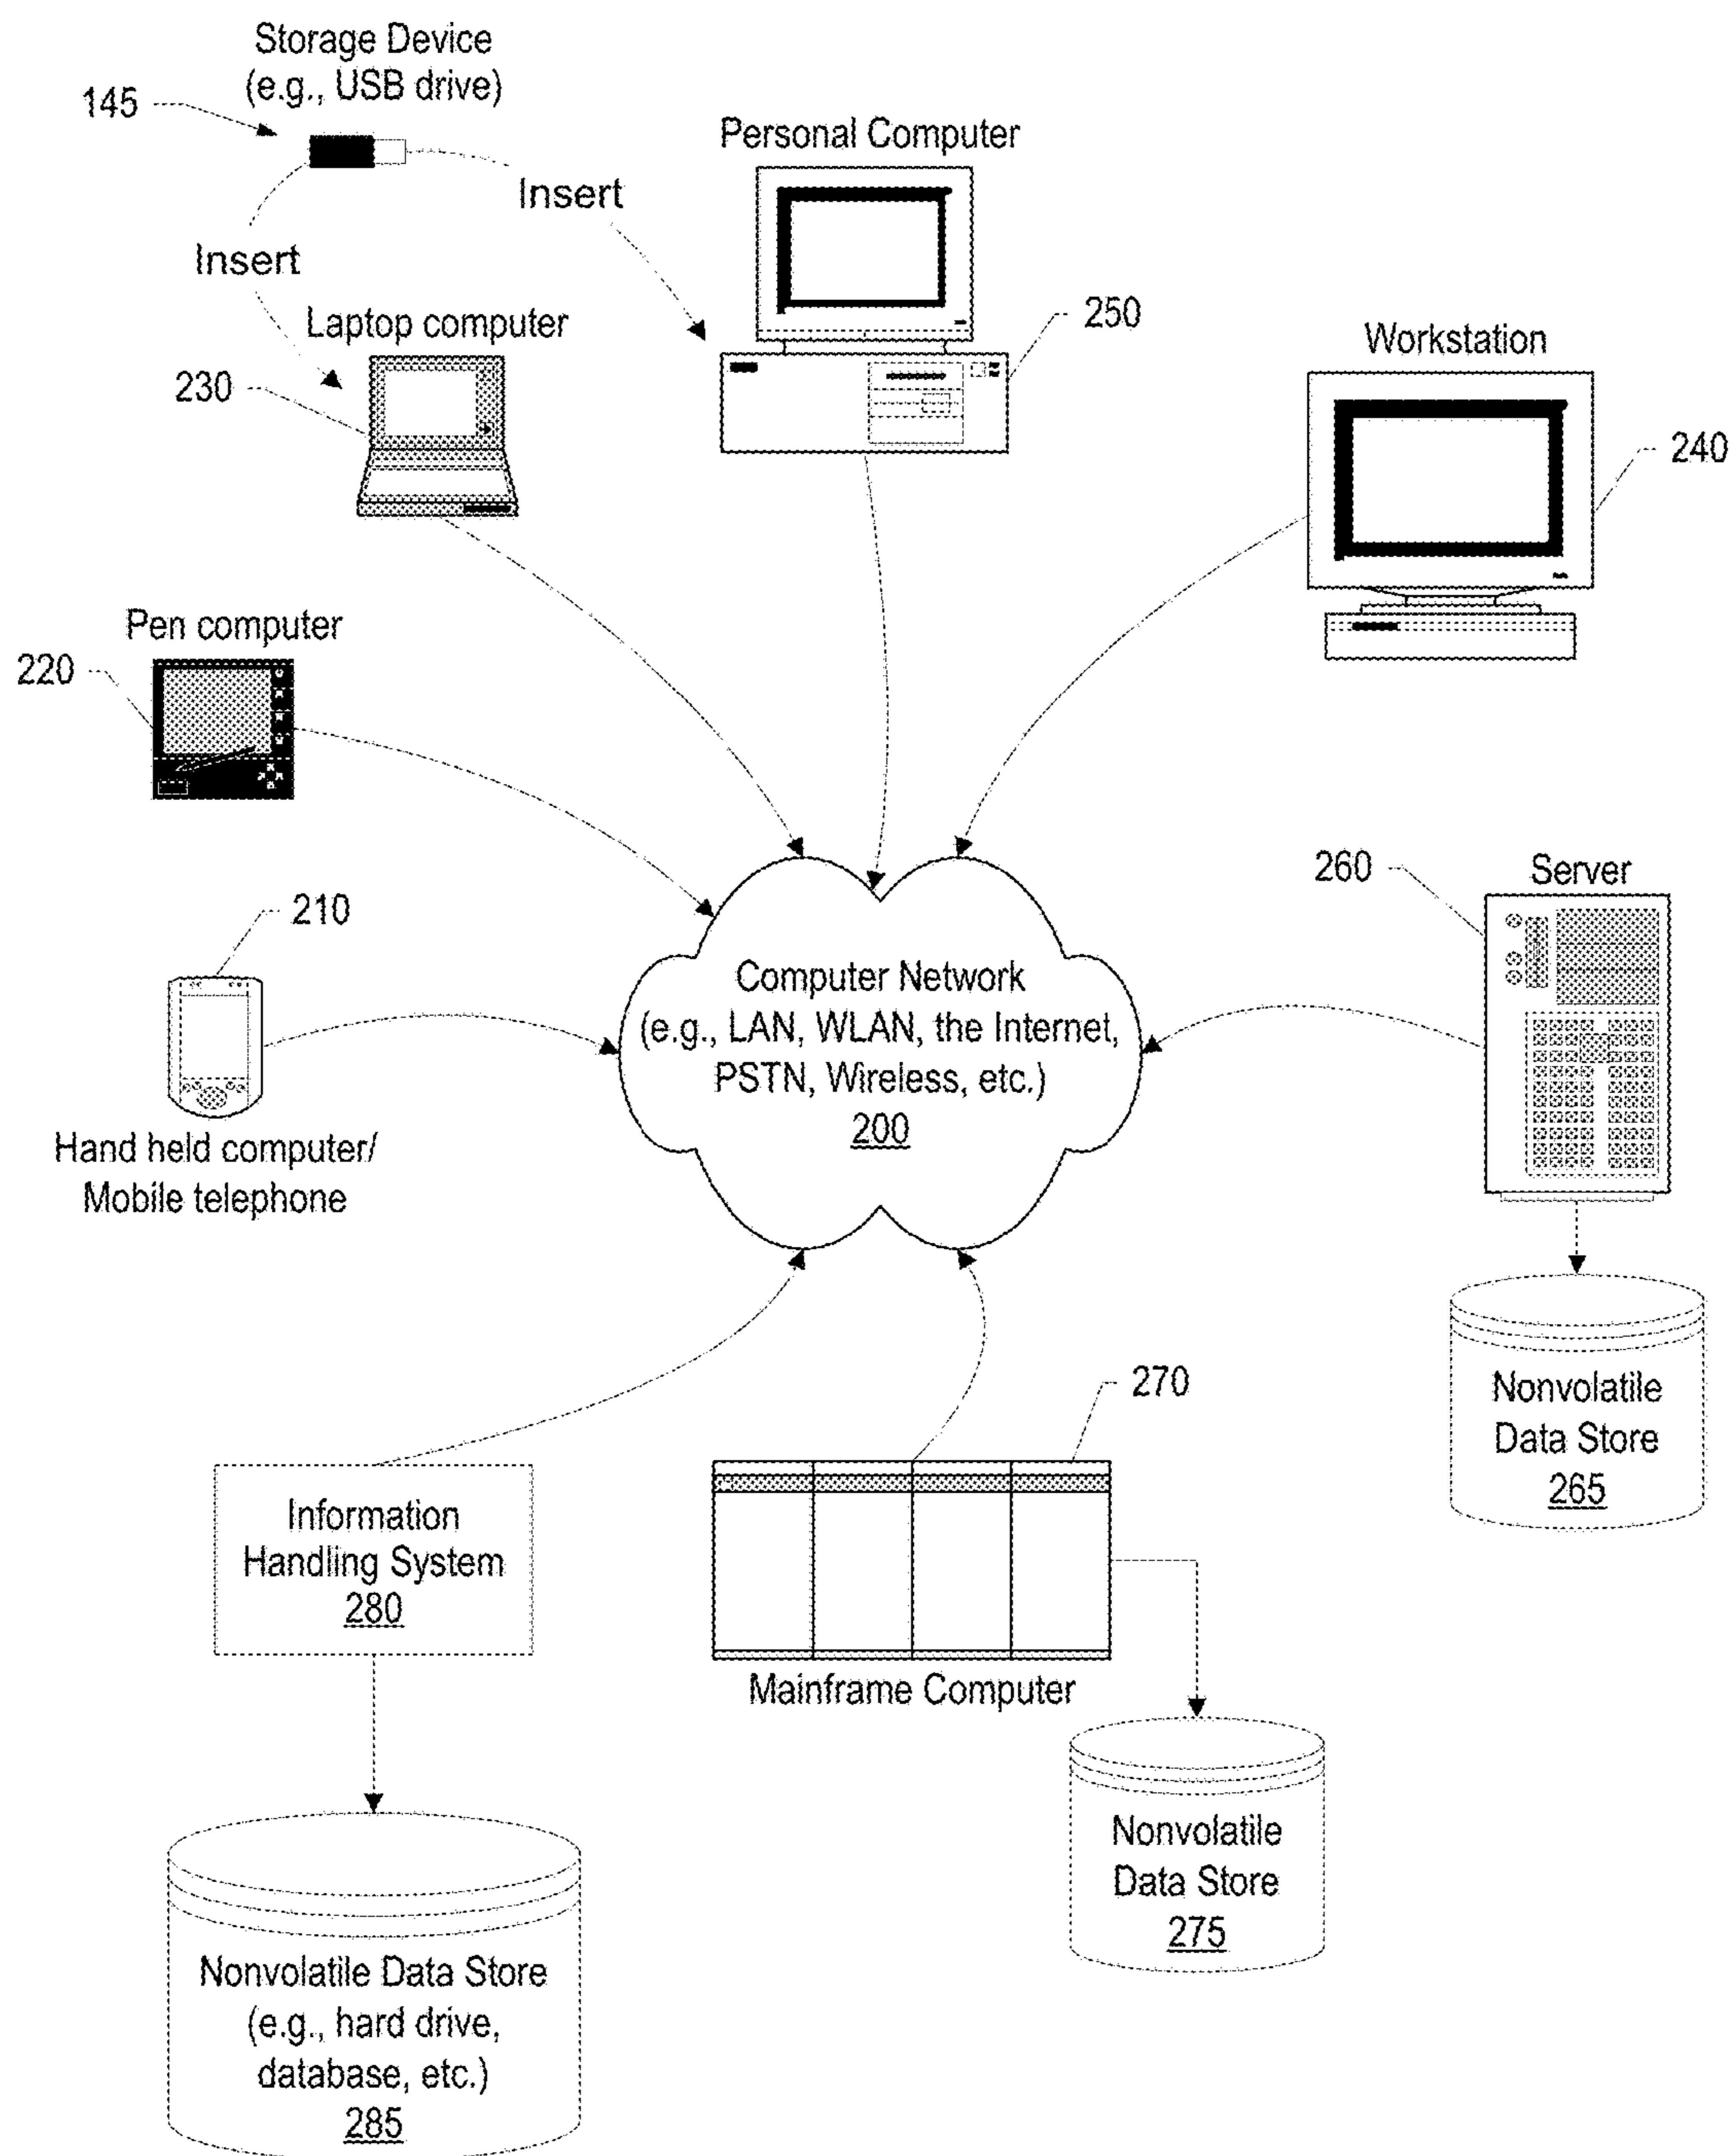 Storage Device
(e.g., USB drive)
145
Insert
Insert
Personal Computer
250
Laptop computer
230
Workstation
240
Pen computer
220
210
Hand held computer/
Mobile telephone
Computer Network
(e.g., LAN, WLAN, the Internet,
PSTN, Wireless, etc.)
200
260
Server
Nonvolatile
Data Store
265
270
Mainframe Computer
Nonvolatile
Data Store
275
Information
Handling System
280
Nonvolatile Data Store
(e.g., hard drive,
database, etc.)
285